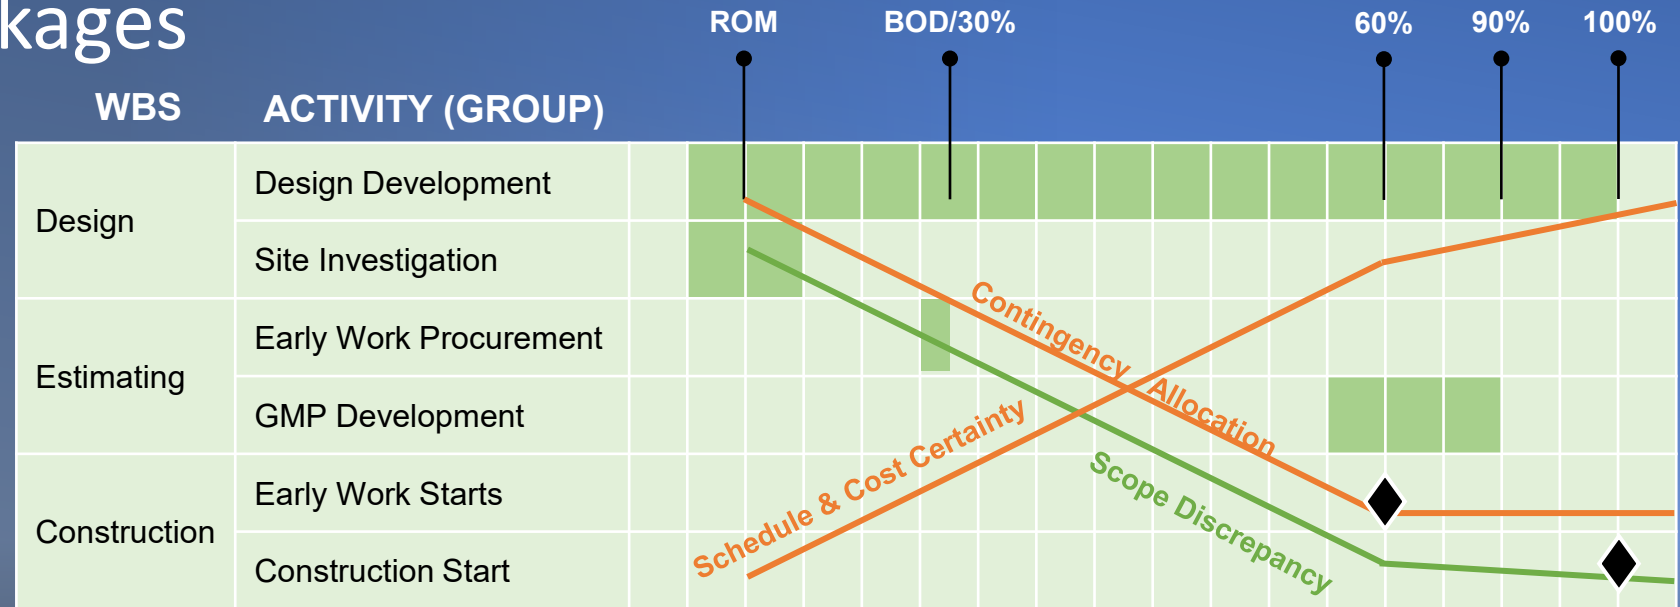 kages
ROM BOD/30% 60% 90% 100%
WBS ACTIVITY (GROUP)
Design
Design Development
Site Investigation
Estimating
Early Work Procurement
GMP Development
Construction
Early Work Starts
Construction Start
Contingency Allocation
Schedule & Cost Certainty
Scope Discrepancy